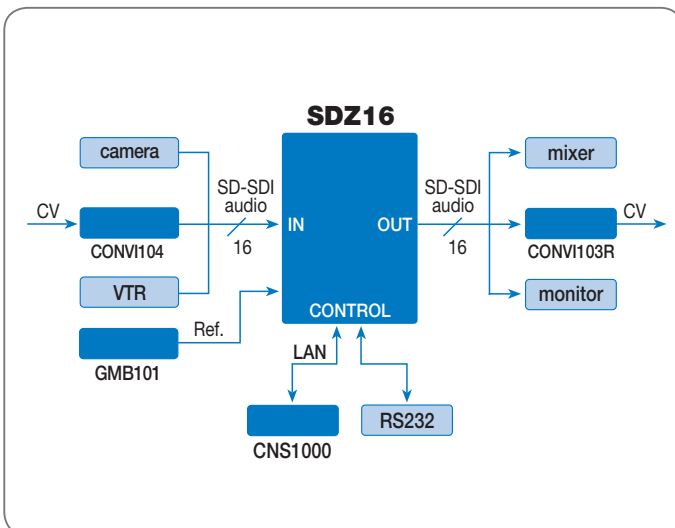 SDZ16
camera
SD-SDI
audio
16
CV
CONVI104
VTR
Ref.
GMB101
IN
OUT
CONTROL
SD-SDI
audio
16
mixer
CV
CONVI103R
monitor
LAN
CNS1000
RS232